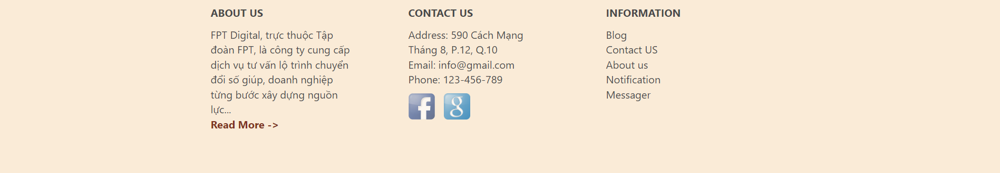 ABOUT US
FPT Digital, trực thuộc Tập
đoàn FPT, là công ty cung cấp
dịch vụ tư vấn lộ trình chuyển
đổi số giúp, doanh nghiệp
từng bước xây dựng nguồn
lực...
Read More ->
CONTACT US
Address: 590 Cách Mạng
Tháng 8, P.12, Q.10
Email: info@gmail.com
Phone: 123-456-789
f
g
INFORMATION
Blog
Contact US
About us
Notification
Messager